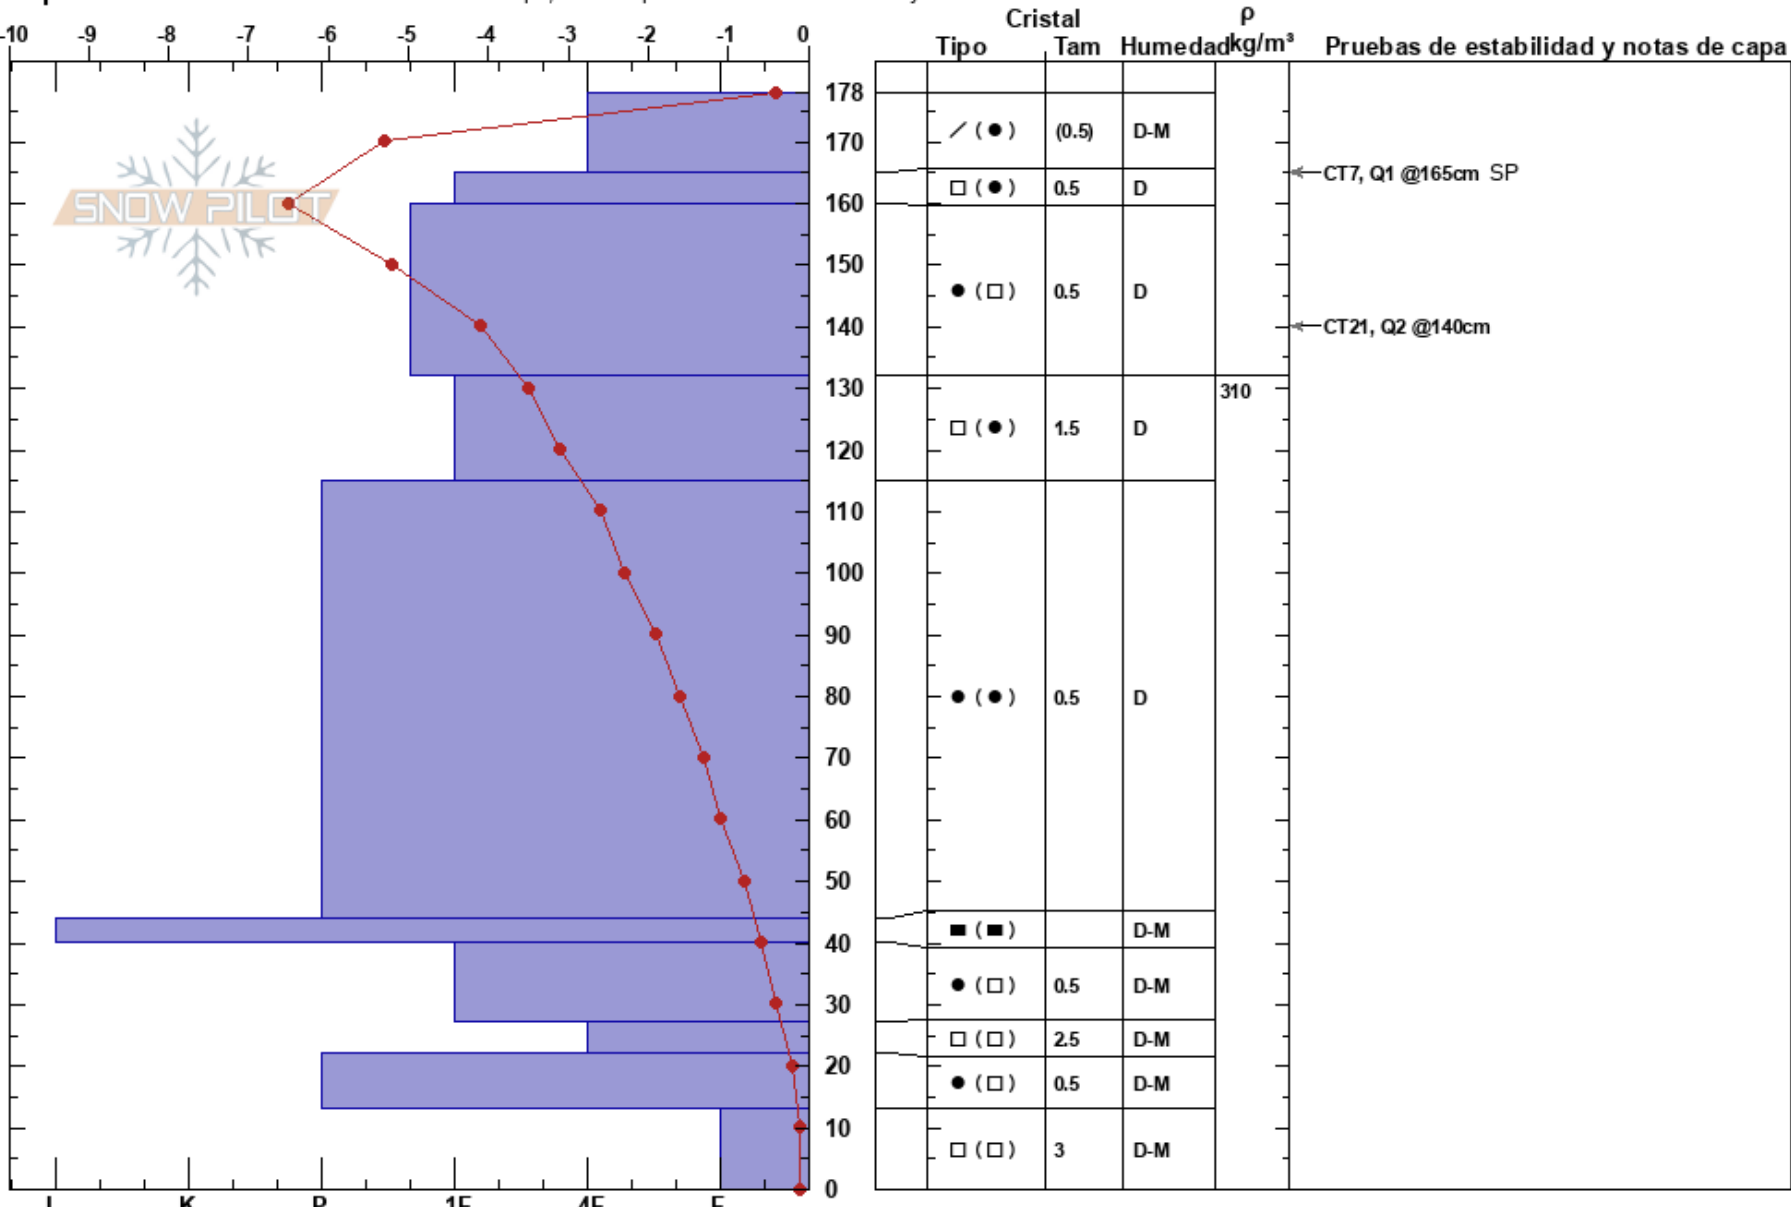 Cristal ρ
-10 -9 -8 -7 -6 -5 -4 -3 -2 -1 0 Tipo Tam Humedad kg/m³ Pruebas de estabilidad y notas de capa
178
(0.5) D-M
170
CT7, Q1 @165cm SP
0.5 D
SNOW PILOT 160
150
0.5 D
140 CT21, Q2 @140cm
130 310
1.5 D
120
110
100
90
80 0.5 D
70
60
50
D-M
40
0.5 D-M
30
2.5 D-M
20
0.5 D-M
10
3 D-M
0
I K P 1F 4F F